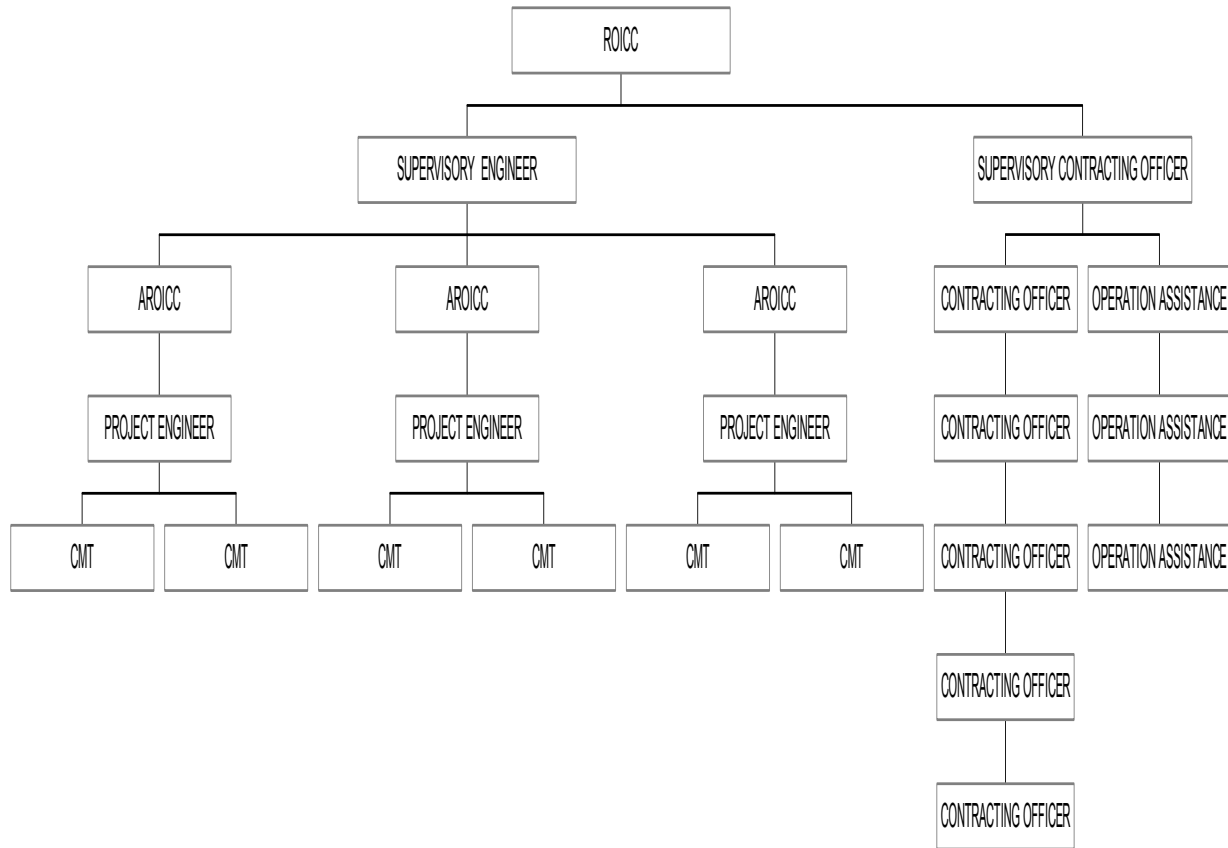 ROICC
SUPERVISORY ENGINEER
SUPERVISORY CONTRACTING OFFICER
AROICC
AROICC
AROICC
CONTRACTING OFFICER
OPERATION ASSISTANCE
PROJECT ENGINEER
PROJECT ENGINEER
PROJECT ENGINEER
CONTRACTING OFFICER
OPERATION ASSISTANCE
CMT
CMT
CMT
CMT
CMT
CMT
CONTRACTING OFFICER
OPERATION ASSISTANCE
CONTRACTING OFFICER
CONTRACTING OFFICER